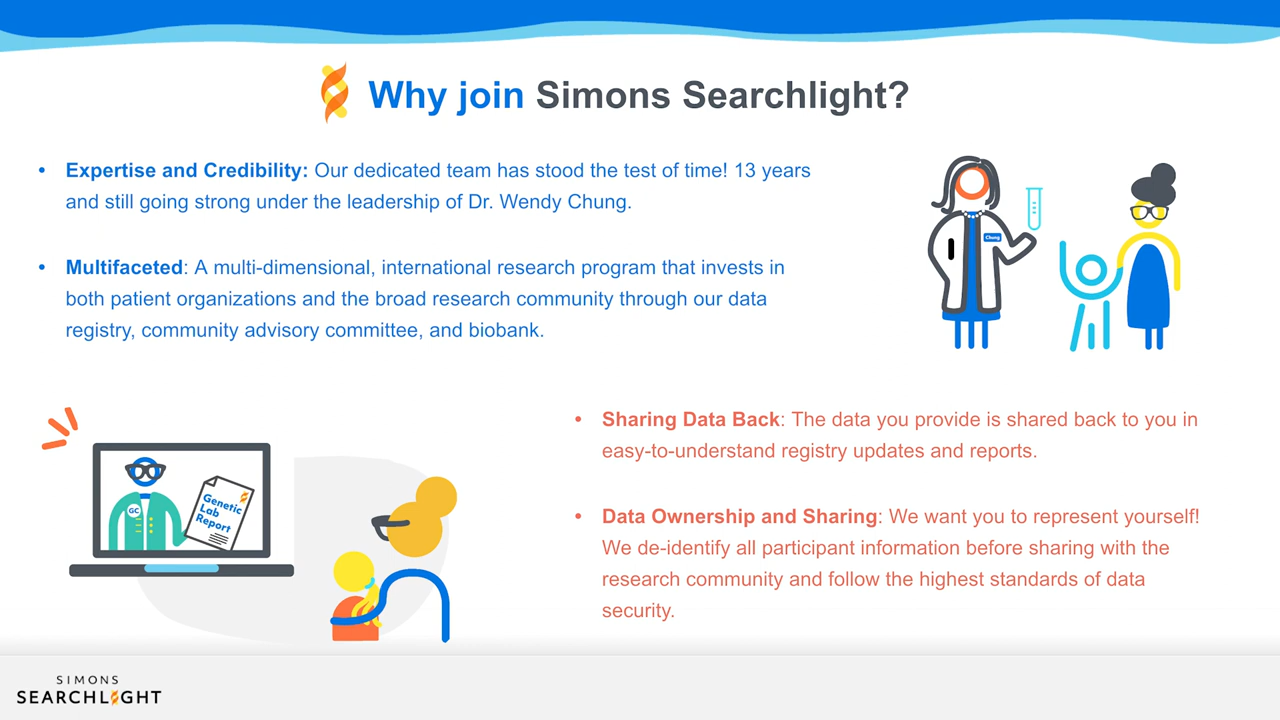 Why join Simons Searchlight?
• Expertise and Credibility: Our dedicated team has stood the test of time! 13 years
and still going strong under the leadership of Dr. Wendy Chung.
• Multifaceted: A multi-dimensional, international research program that invests in
both patient organizations and the broad research community through our data
registry, community advisory committee, and biobank.
Chung
• Sharing Data Back: The data you provide is shared back to you in
easy-to-understand registry updates and reports.
• Data Ownership and Sharing: We want you to represent yourself!
We de-identify all participant information before sharing with the
research community and follow the highest standards of data
security.
GC
Genetic
Lab
Report
SIMONS
SEARCHLIGHT